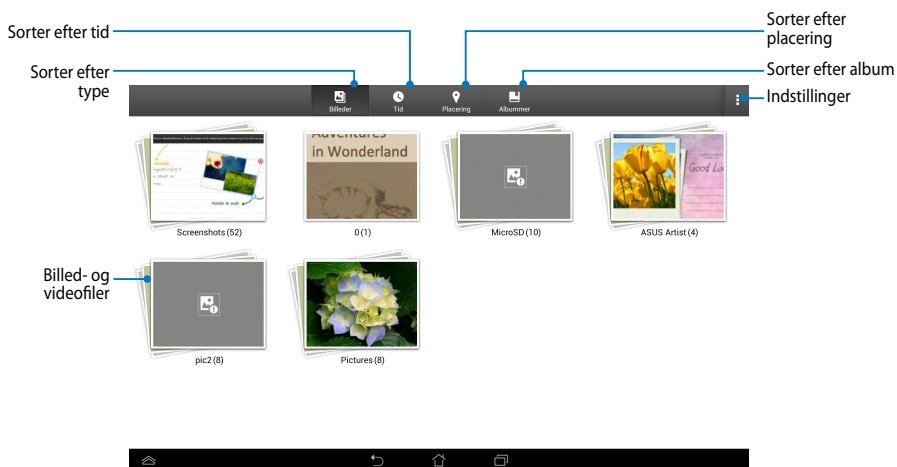 Sorter efter
placering
Sorter efter tid
Sorter efter album
Sorter efter
type
Indstillinger
Billeder
Tid
Placering
Albummer
Adventures
in Wonderland
Good Lu
Screenshots (52)
0 (1)
MicroSD (10)
ASUS Artist (4)
Billed- og
videofiler
pic2 (8)
Pictures (8)